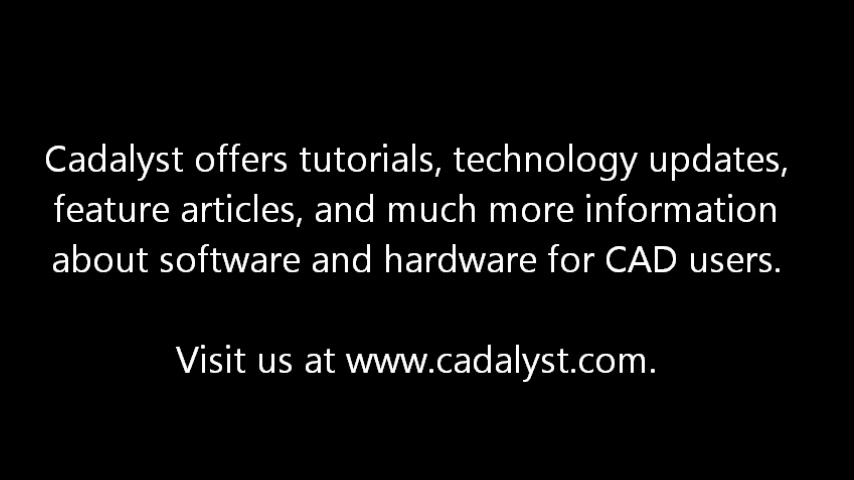 Cadalyst offers tutorials, technology updates,
feature articles, and much more information
about software and hardware for CAD users.
Visit us at www.cadalyst.com.